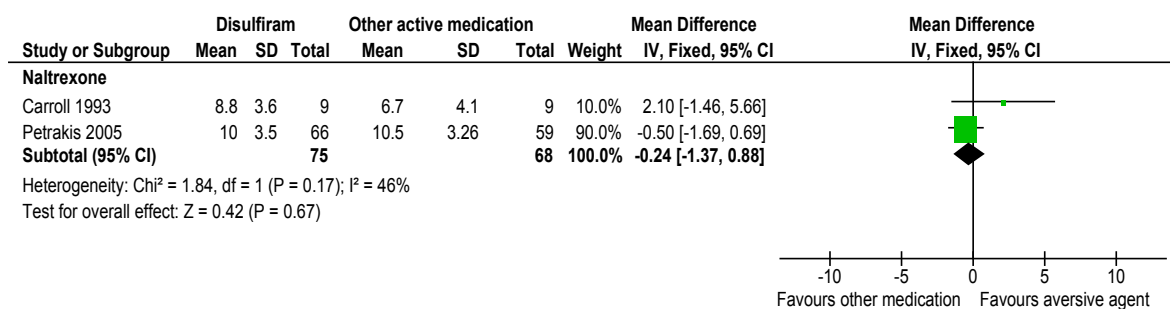 Disulfiram Other active medication Mean Difference Mean Difference
Study or Subgroup Mean SD Total Mean SD Total Weight IV, Fixed, 95% CI IV, Fixed, 95% CI
Naltrexone
Carroll 1993 8.8 3.6 9 6.7 4.1 9 10.0% 2.10 [-1.46, 5.66]
Petrakis 2005 10 3.5 66 10.5 3.26 59 90.0% -0.50 [-1.69, 0.69]
Subtotal (95% CI) 75 68 100.0% -0.24 [-1.37, 0.88]
Heterogeneity: Chi² = 1.84, df = 1 (P = 0.17); I² = 46%
Test for overall effect: Z = 0.42 (P = 0.67)
-10 -5 0 5 10
Favours other medication Favours aversive agent